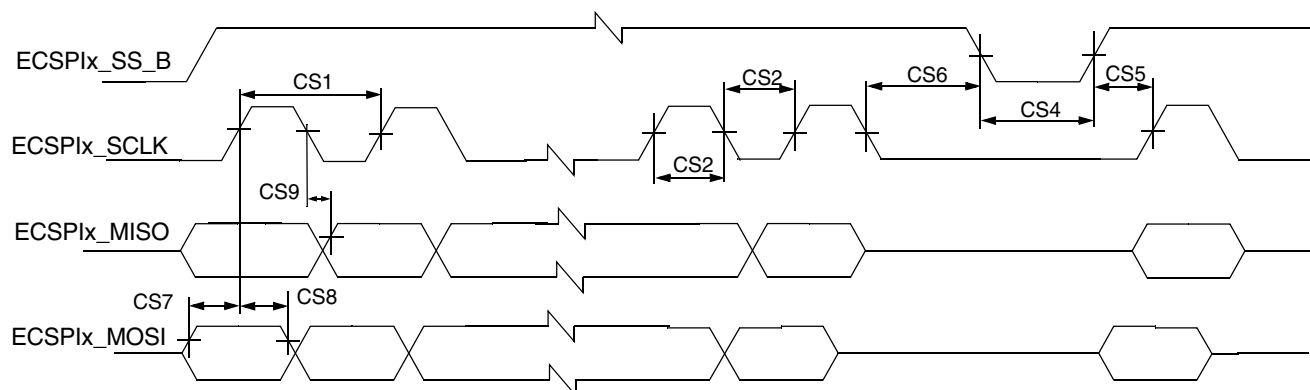 ECSPIx_SS_B
CS1
CS2
CS6
CS5
CS4
ECSPIx_SCLK
CS2
CS9
ECSPIx_MISO
CS7
CS8
ECSPIx_MOSI